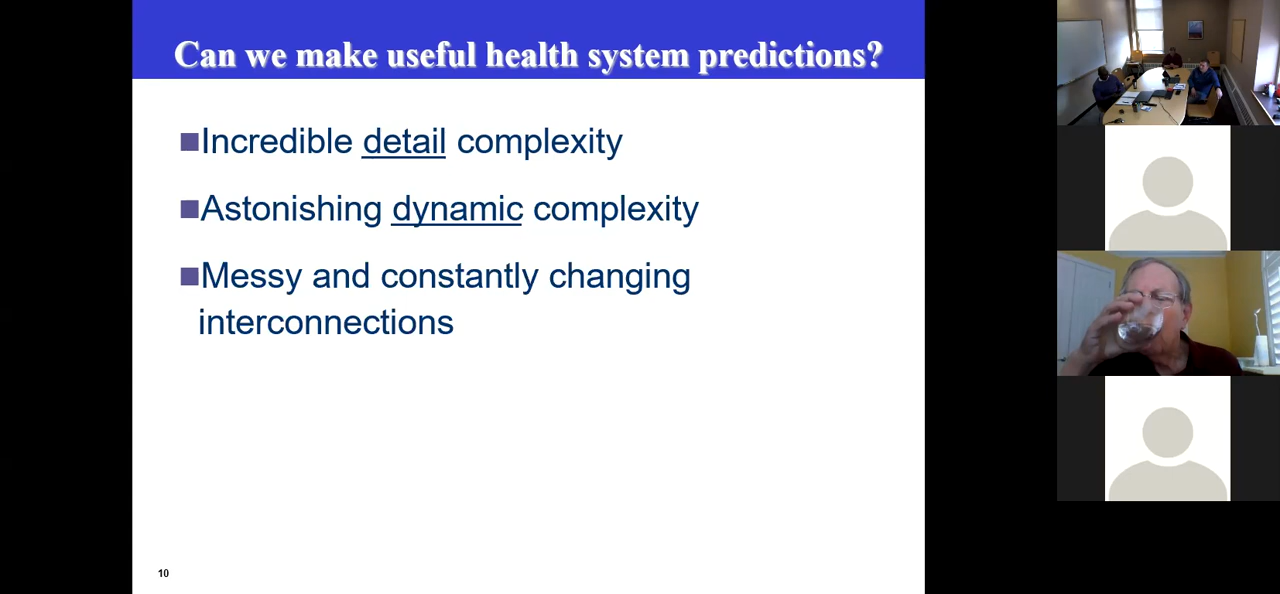 Can we make useful health system predictions?
■Incredible detail complexity
■Astonishing dynamic complexity
■Messy and constantly changing
interconnections
10